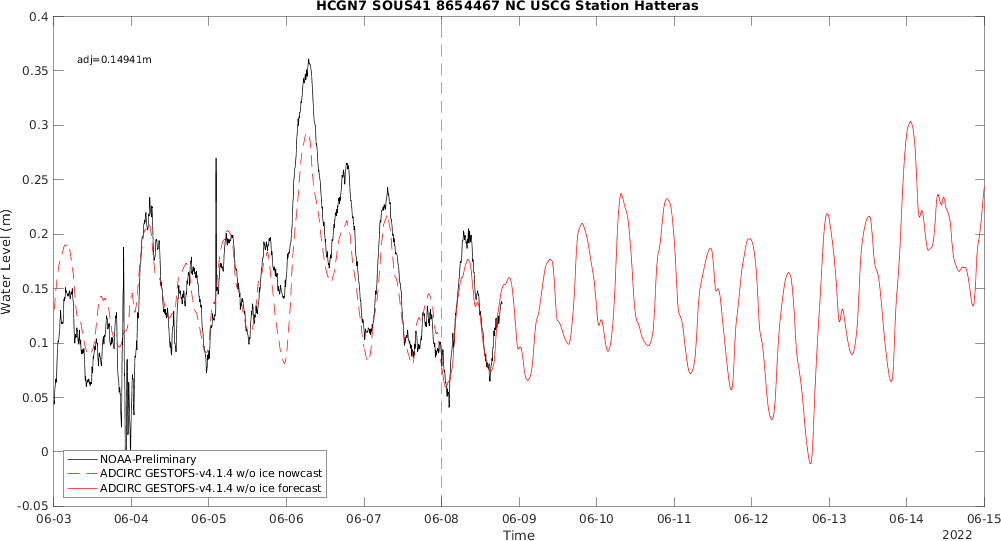 HCGN7 SOUS41 8654467 NC USCG Station Hatteras
0.4
0.35
0.3
0.25
0.2
0.15
0.1
0.05
0
-0.05
Water Level (m)
adj=0.14941m
NOAA-Preliminary
ADCIRC GESTOFS-v4.1.4 w/o ice nowcast
ADCIRC GESTOFS-v4.1.4 w/o ice forecast
06-03 06-04 06-05 06-06 06-07 06-08 06-09 06-10 06-11 06-12 06-13 06-14 06-15
Time
2022